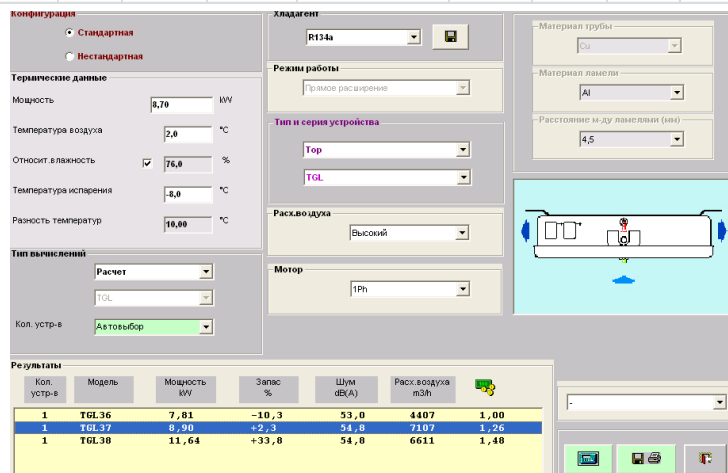 Конфигурация
Стандартная
Нестандартная
Термические данные
Мощность 8,70 kW
Температура воздуха 2,0 °C
Относит.влажность 76,0 %
Температура испарения -8,0 °C
Разность температур 10,00 °C
Тип вычислений
Расчет
TGL
Кол. устр-в Автовыбор
Хладагент
R134a
Режим работы
Прямое расширение
Тип и серия устройства
Top
TGL
Расх.воздуха
Высокий
Мотор
1Ph
Материал трубы
Cu
Материал ламели
Al
Расстояние м-ду ламелями (мм)
4,5
Результаты
Кол. устр-в Модель Мощность kW Запас % Шум dB(A) Расх.воздуха m3/h
1 TGL36 7,81 -10,3 53,0 4407 1,00
1 TGL37 8,90 +2,3 54,8 7107 1,26
1 TGL38 11,64 +33,8 54,8 6611 1,48
-